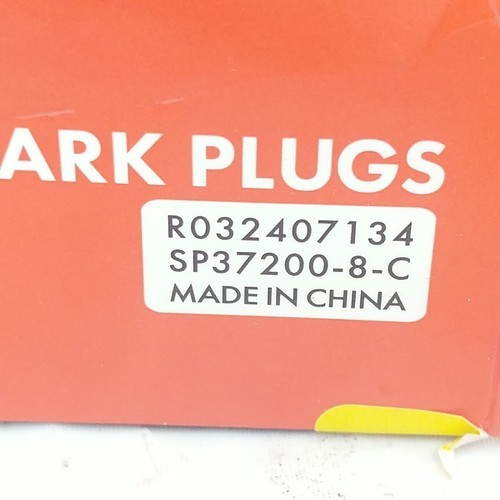 ARK PLUGS
R032407134
SP37200-8-C
MADE IN CHINA